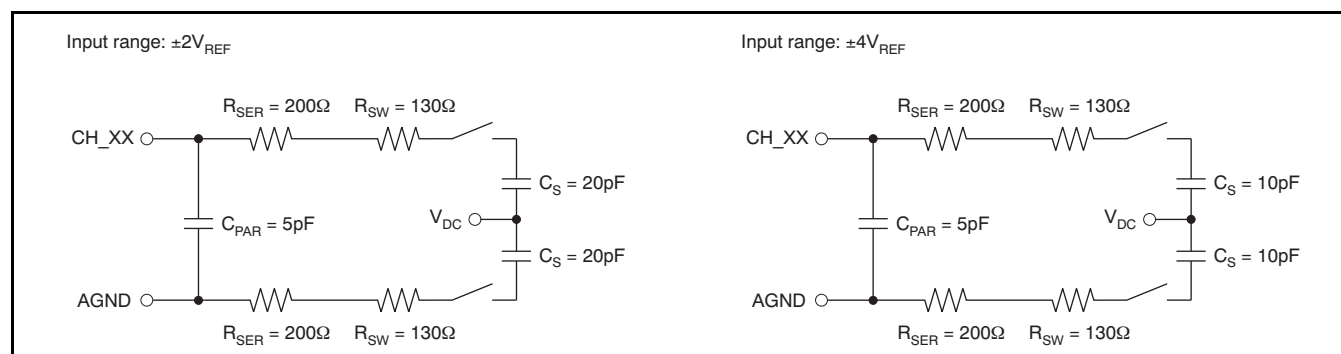 Input range: ±2VREF
RSER = 200Ω RSW = 130Ω
CH_XX
CS = 20pF
CPAR = 5pF
VDC
CS = 20pF
AGND
RSER = 200Ω RSW = 130Ω
Input range: ±4VREF
RSER = 200Ω RSW = 130Ω
CH_XX
CS = 10pF
CPAR = 5pF
VDC
CS = 10pF
AGND
RSER = 200Ω RSW = 130Ω